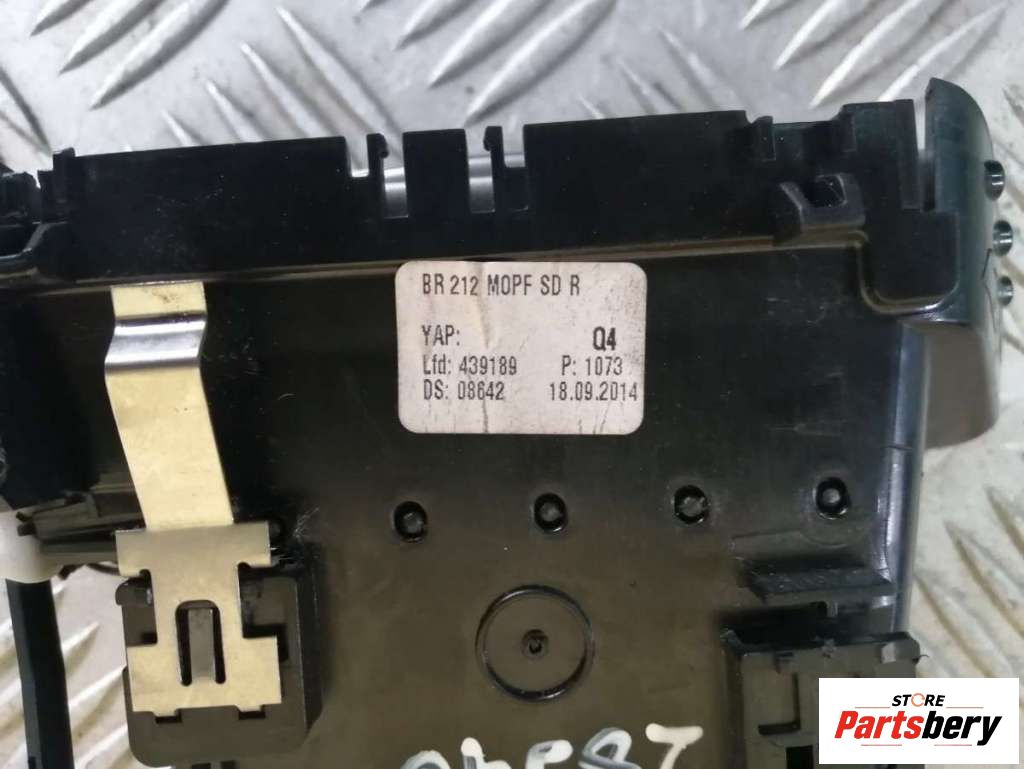 BR 212 MOPF SD R
YAP: Q4
Lfd: 439189 P: 1073
DS: 08642 18.09.2014
STORE
Partsbery